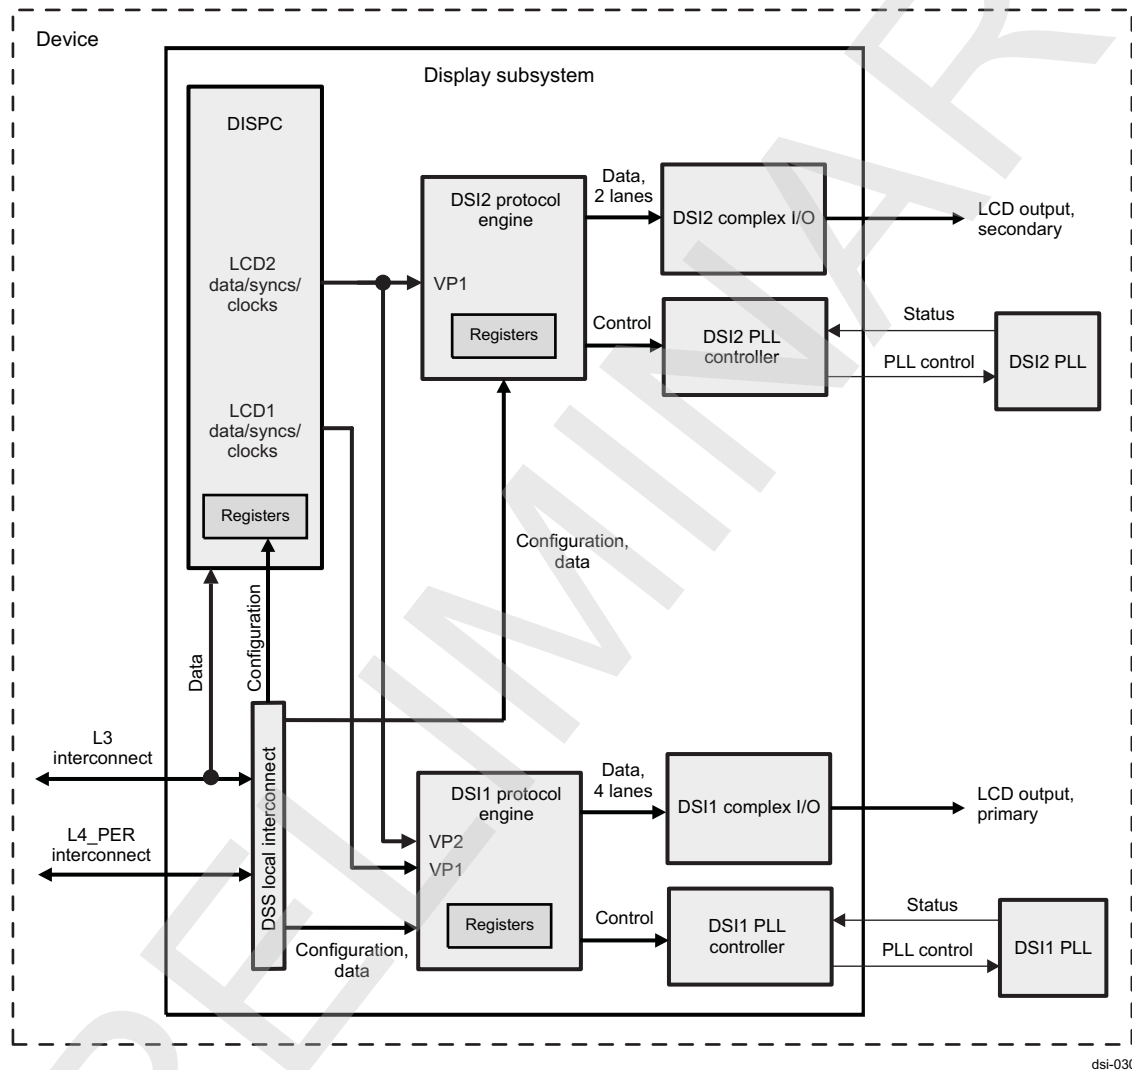 Device
Display subsystem
DISPC
LCD2
data/syncs/
clocks
LCD1
data/syncs/
clocks
Registers
DSI2 protocol
engine
VP1
Registers
Data,
2 lanes
DSI2 complex I/O
LCD output,
secondary
Control
DSI2 PLL
controller
Status
PLL control
DSI2 PLL
Configuration,
data
Data
Configuration
L3
interconnect
L4_PER
interconnect
DSS local interconnect
Configuration,
data
DSI1 protocol
engine
VP2
VP1
Registers
Data,
4 lanes
DSI1 complex I/O
LCD output,
primary
Control
DSI1 PLL
controller
Status
PLL control
DSI1 PLL
PRELIMINAR
dsi-030